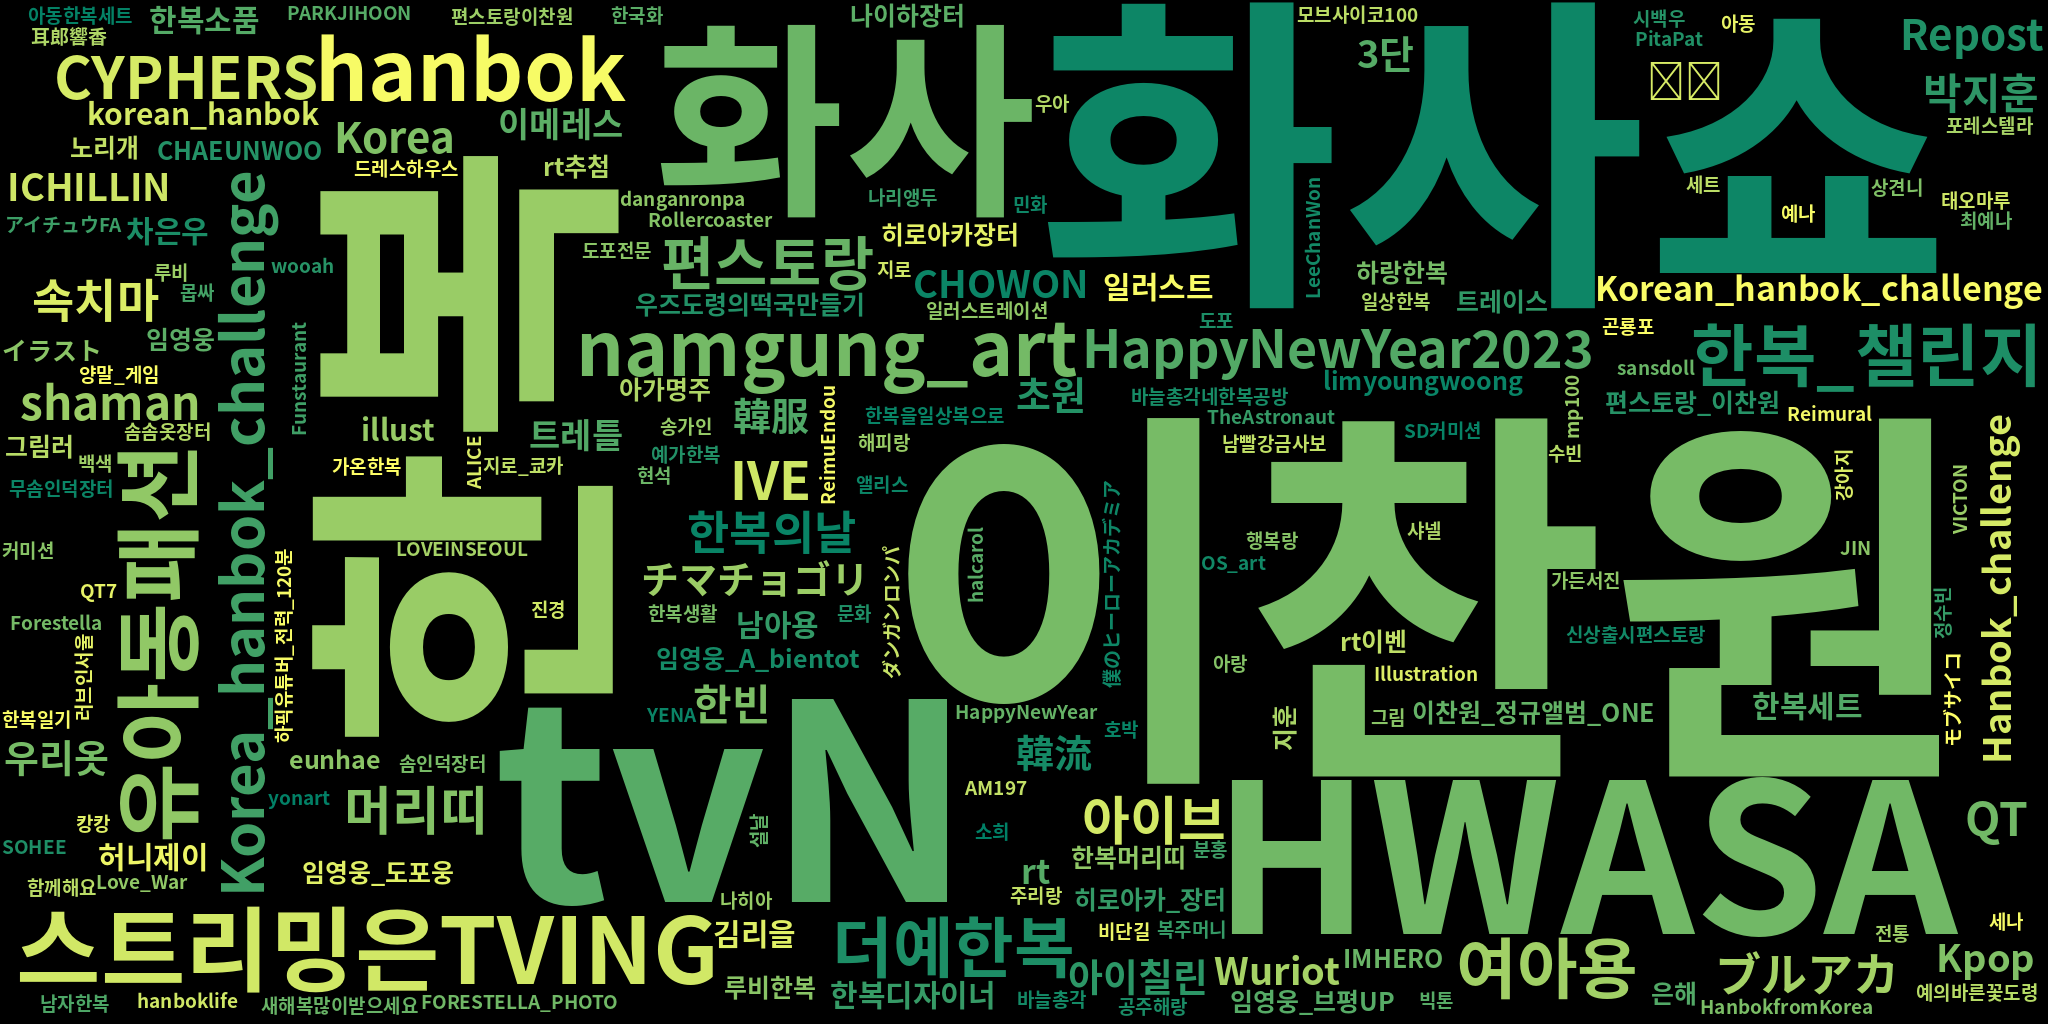 아동한복세트
한복소품
PARKJIHOON
편스토랑이찬원
한국화
나이하장터
모브사이코100
시백우
아동
Repost
耳郎響香
hanbok
화사
화사소
3단
PitaPat
CYPHERS
박지훈
korean_hanbok
Korea
이메레스
우아
포레스텔라
노리개
CHAEUNWOO
드레스하우스
rt추첨
ICHILLIN
danganronpa
나리앵두
민화
세트
상견니
태오마루
アイチュウFA
차은우
Rollercoaster
예나
최예나
팬
히로아카장터
LeeChanWon
도포전문
편스토랑
wooah
루비
지로
CHOWON
일러스트
하랑한복
Korean_hanbok_challenge
속치마
몹싸
우즈도령의떡국만들기
일러스트레이션
일상한복
트레이스
도포
곤룡포
임영웅
Funstaurant
namgung_art
HappyNewYear2023
한복_챌린지
イラスト
양말_게임
sansdoll
아가명주
초원
limyoungwoong
mp100
바늘총각네한복공방
편스토랑_이찬원
shaman
Korea_hanbok_challenge
illust
트레틀
韓服
한복을일상복으로
TheAstronaut
Reimural
솜솜옷장터
송가인
SD커미션
그림러
ALICE
ReimuEndou
해피랑
남빨강금사보
백색
가온한복
지로_쿄카
예가한복
수빈
강아지
Hanbok_challenge
무솜인덕장터
현석
IVE
앨리스
이찬원
VICTON
유아동패션
한
한복의날
halcarol
僕のヒーローアカデミア
행복랑
샤넬
커미션
LOVEINSEOUL
JIN
하픽유튜버_전력_120분
チマチョゴリ
ダンガンロンパ
OS_art
가든서진
QT7
진경
한복생활
남아용
문화
정수빈
Forestella
신상출시편스토랑
rt이벤
러브인서울
임영웅_A_bientot
아랑
Illustration
モブサイコ
한복일기
YENA
한빈
HappyNewYear
호박
지훈
그림
이찬원_정규앨범_ONE
한복세트
우리옷
eunhae
솜인덕장터
tvN
韓流
yonart
머리띠
AM197
HWASA
캉캉
설날
소희
아이브
QT
SOHEE
허니제이
임영웅_도포웅
한복머리띠
분홍
함께해요
Love_War
rt
나히아
주리랑
히로아카_장터
스트리밍은TVING
김리을
더예한복
비단길
복주머니
세나
전통
아이칠린
Wuriot
IMHERO
여아용
ブルアカ
Kpop
루비한복
한복디자이너
은해
예의바른꽃도령
남자한복
hanboklife
새해복많이받으세요
FORESTELLA_PHOTO
바늘총각
공주해랑
임영웅_브평UP
빅톤
HanbokfromKorea